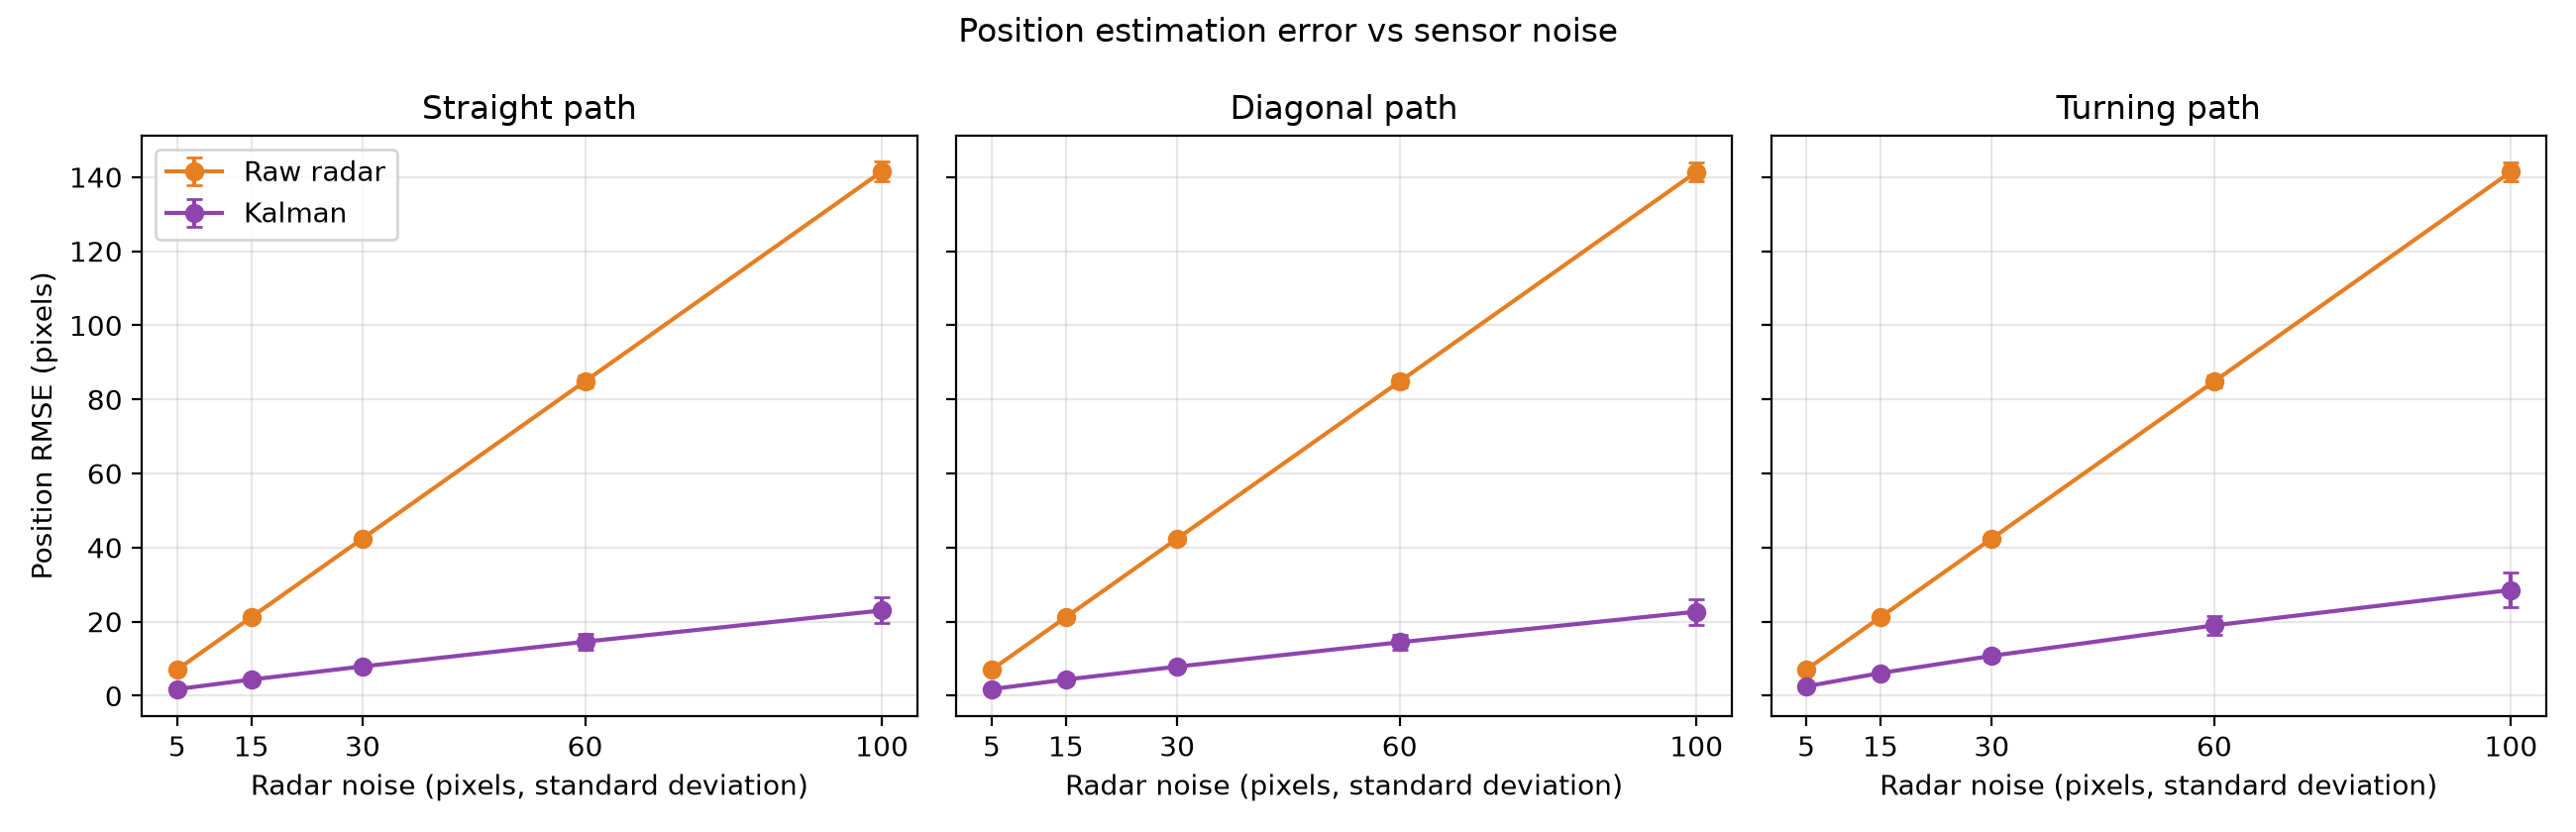 Position estimation error vs sensor noise
Straight path
Diagonal path
Turning path
Raw radar
Kalman
Position RMSE (pixels)
140
120
100
80
60
40
20
0
5 15 30 60 100
5 15 30 60 100
5 15 30 60 100
Radar noise (pixels, standard deviation)
Radar noise (pixels, standard deviation)
Radar noise (pixels, standard deviation)